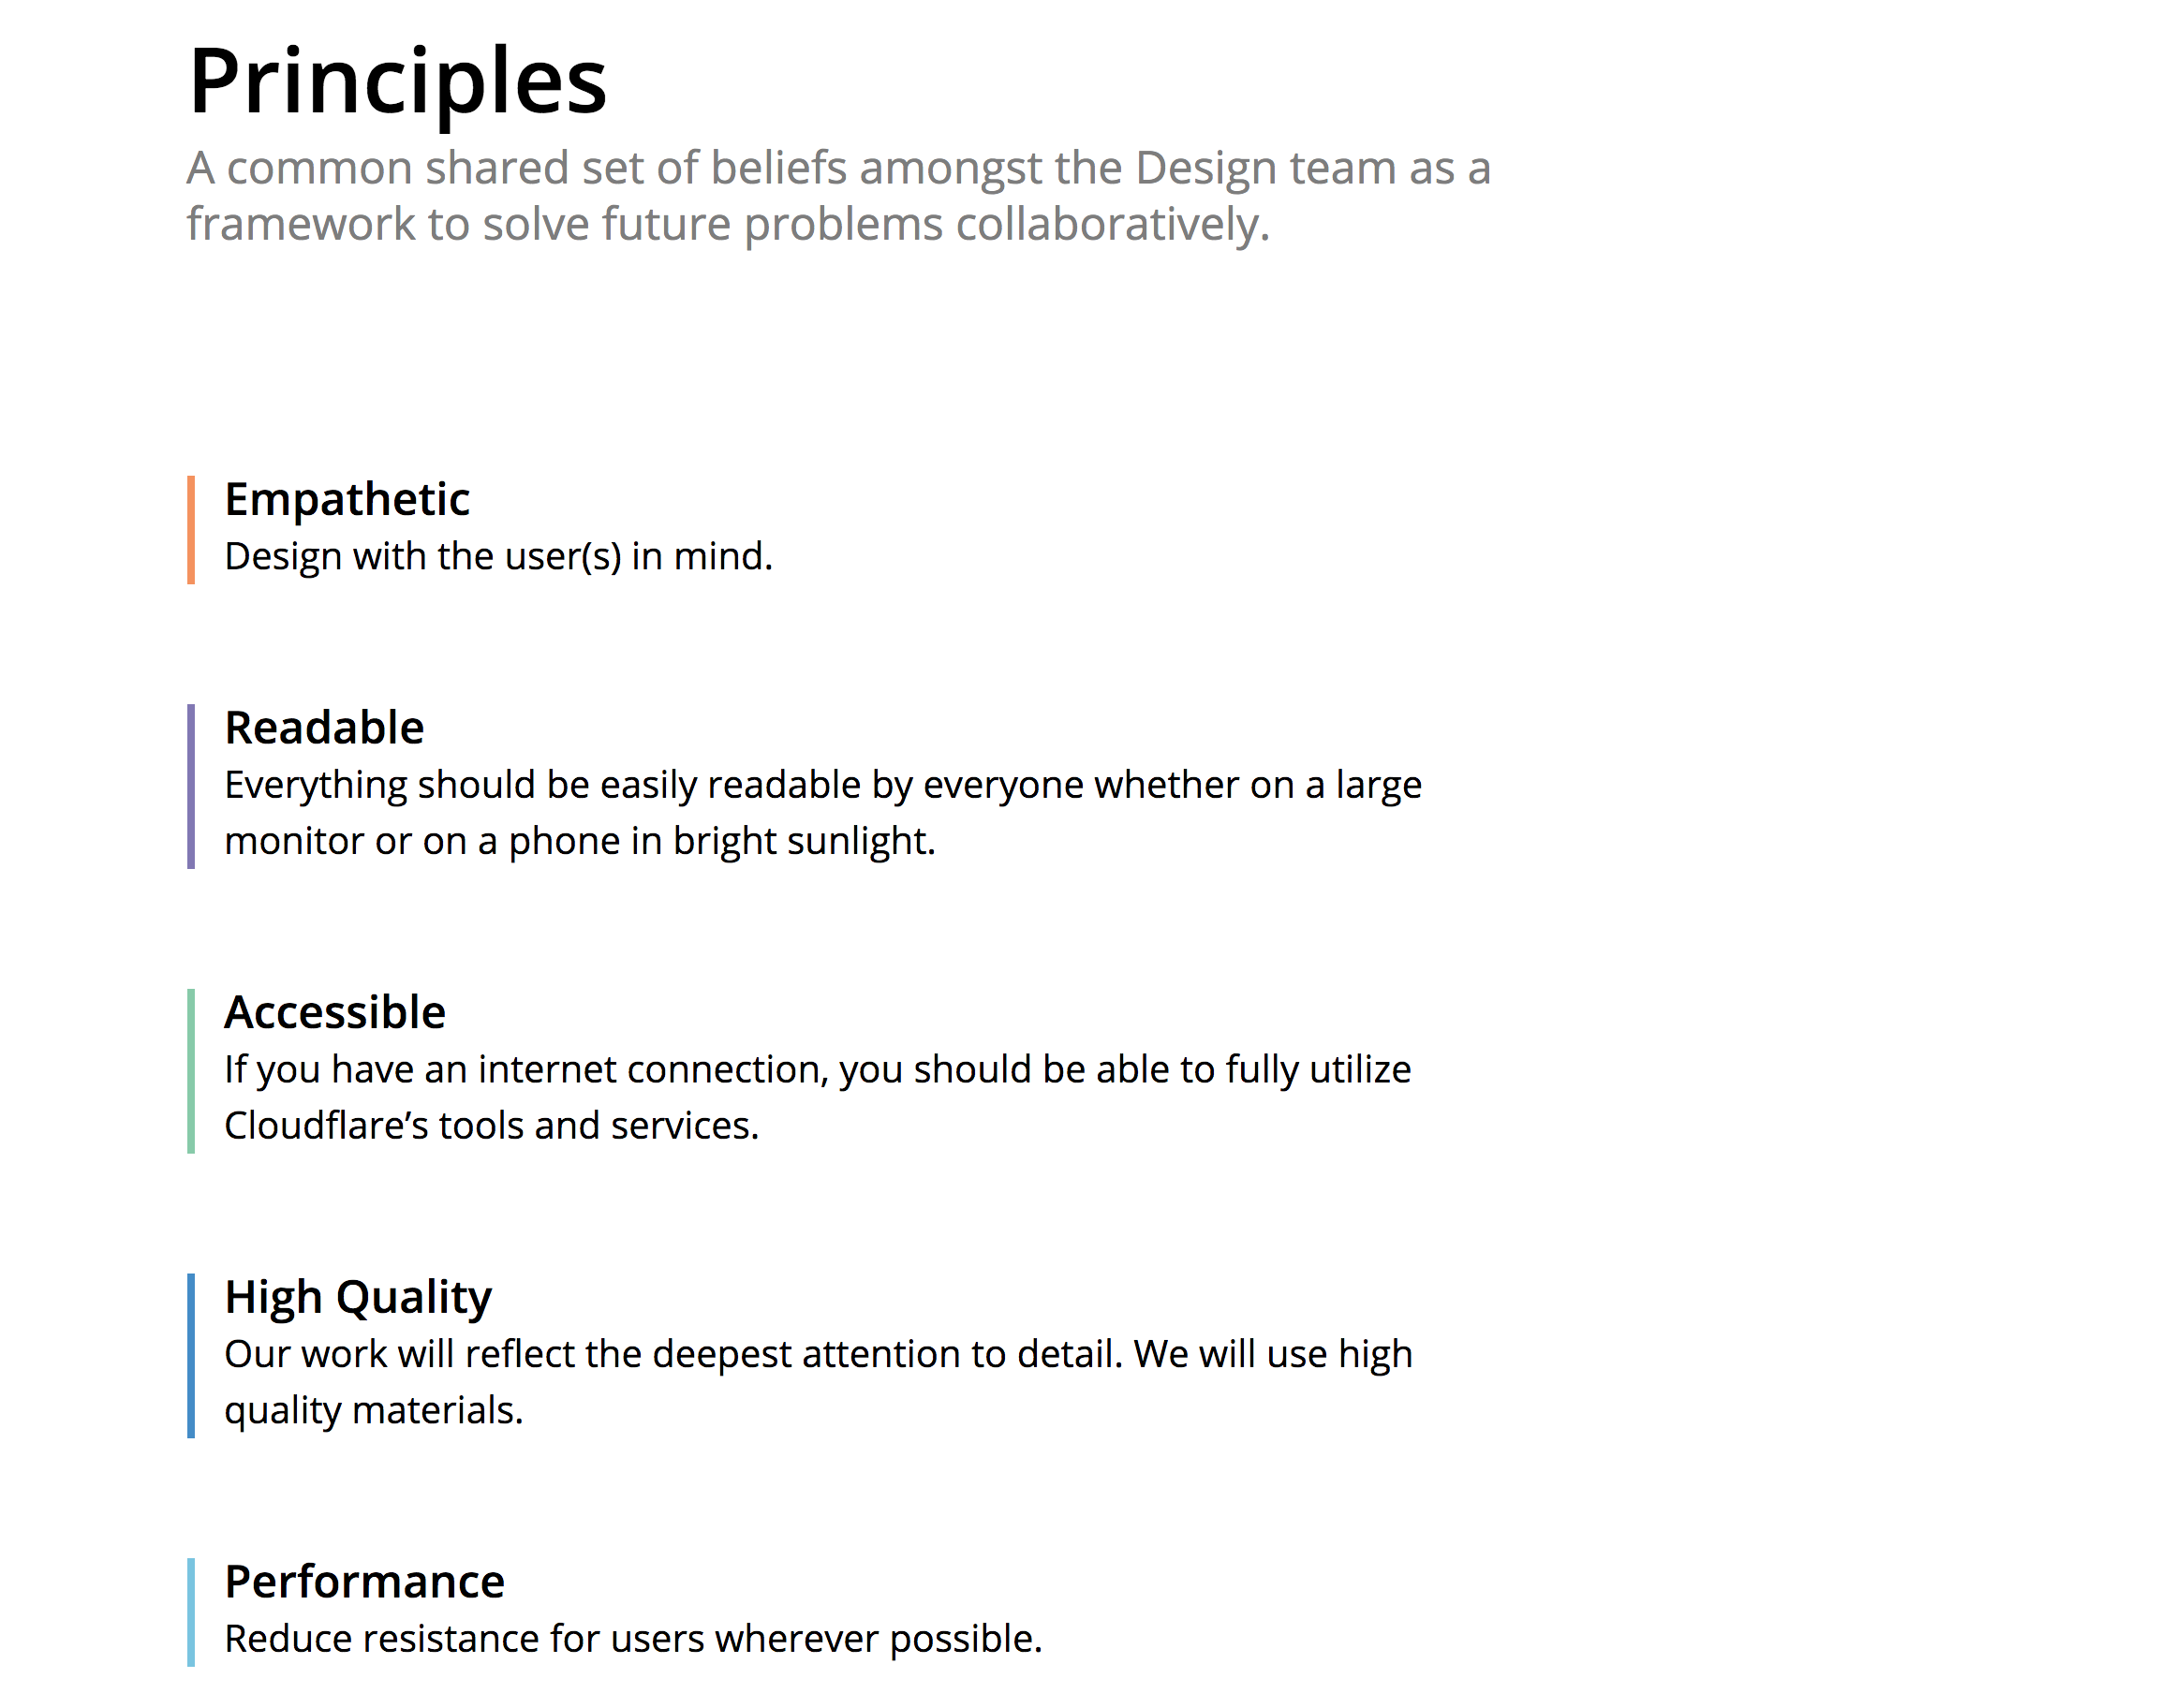 Principles
A common shared set of beliefs amongst the Design team as a
framework to solve future problems collaboratively.
Empathetic
Design with the user(s) in mind.
Readable
Everything should be easily readable by everyone whether on a large
monitor or on a phone in bright sunlight.
Accessible
If you have an internet connection, you should be able to fully utilize
Cloudflare’s tools and services.
High Quality
Our work will reflect the deepest attention to detail. We will use high
quality materials.
Performance
Reduce resistance for users wherever possible.